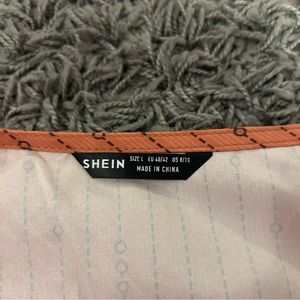 SHEIN
SIZE L EU 40/42 US 8/10
MADE IN CHINA